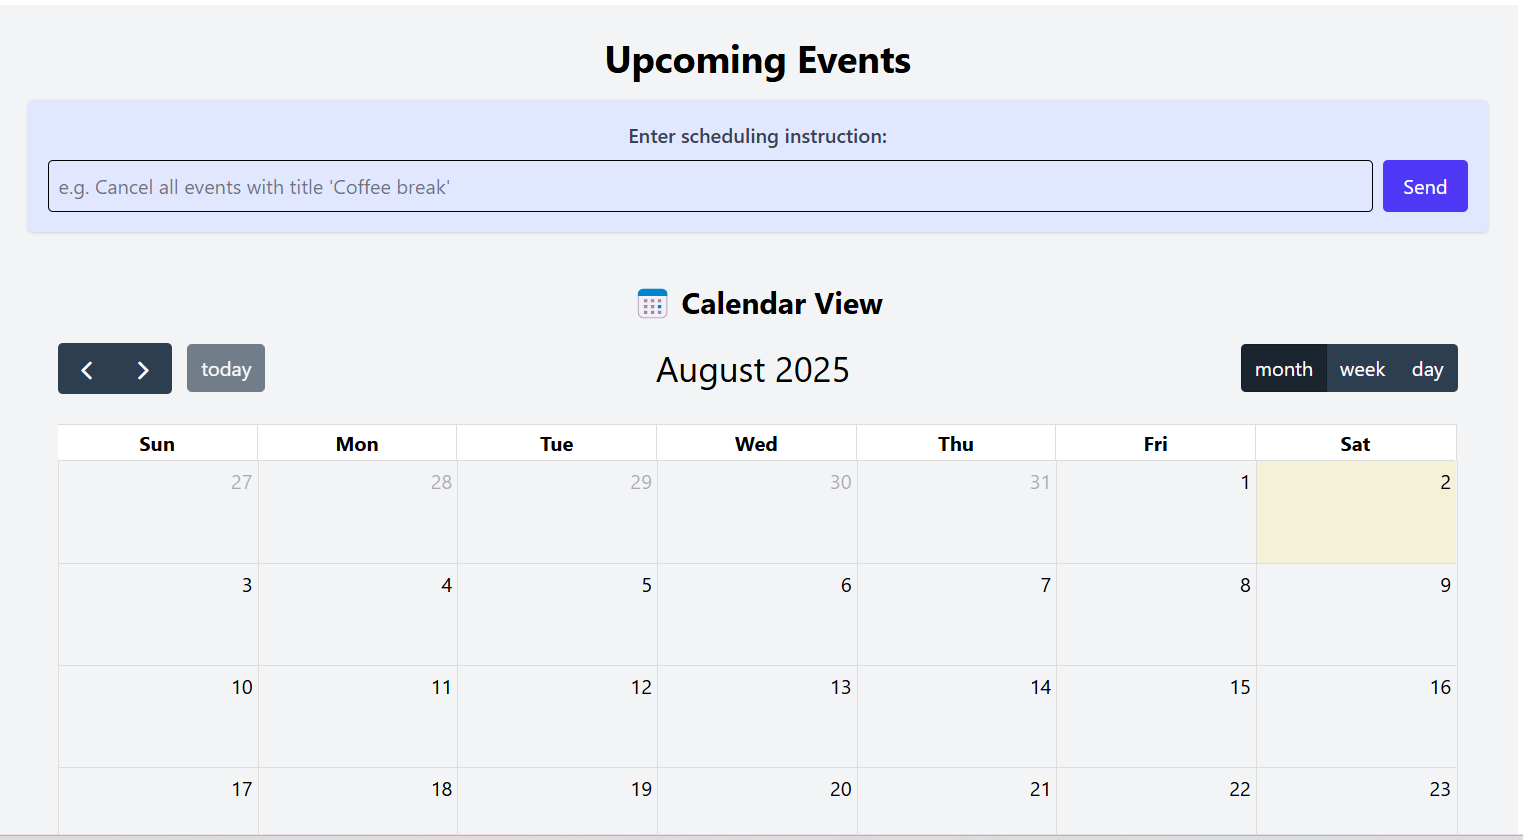 Upcoming Events
Enter scheduling instruction:
e.g. Cancel all events with title 'Coffee break'
Send
Calendar View
today
August 2025
month week day
Sun Mon Tue Wed Thu Fri Sat
27 28 29 30 31 1 2
3 4 5 6 7 8 9
10 11 12 13 14 15 16
17 18 19 20 21 22 23